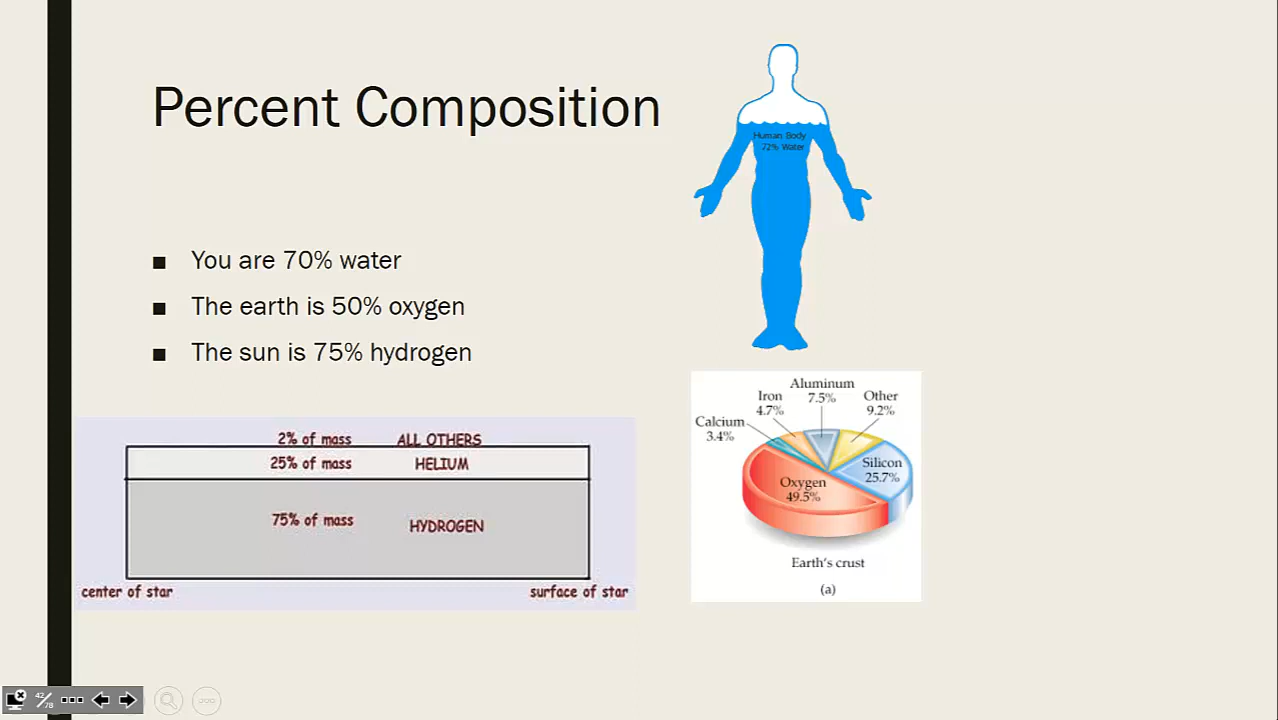 Percent Composition
Human Body
72% Water
■ You are 70% water
■ The earth is 50% oxygen
■ The sun is 75% hydrogen
2% of mass ALL OTHERS
25% of mass HELIUM
75% of mass HYDROGEN
center of star surface of star
Aluminum
7.5%
Iron
4.7%
Other
9.2%
Calcium
3.4%
Silicon
25.7%
Oxygen
49.5%
Earth's crust
(a)
42/78